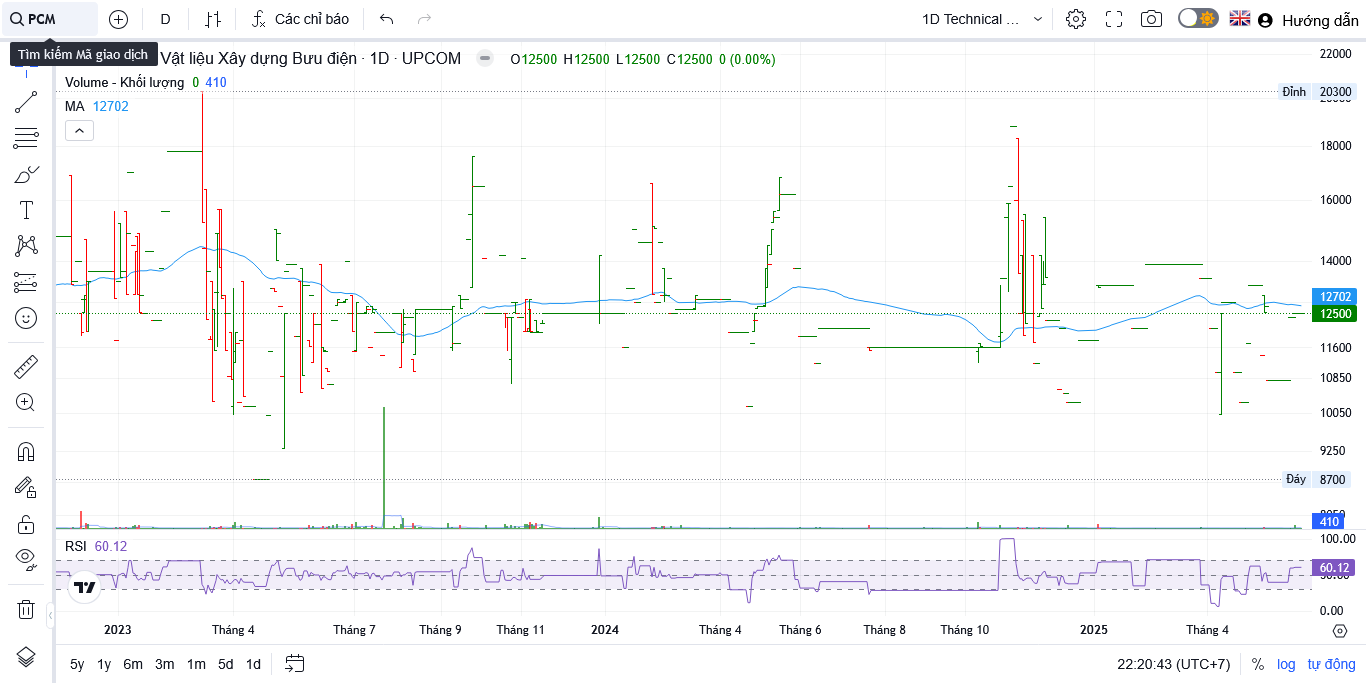 PCM D Các chỉ báo 1D Technical ... Hướng dẫn
Tìm kiếm Mã giao dịch Vật liệu Xây dựng Bưu điện · 1D · UPCOM O12500 H12500 L12500 C12500 0 (0.00%)
Volume - Khối lượng 0 410
MA 12702
22000
Đỉnh 20300
18000
16000
14000
12702
12500
11600
10850
10050
9250
Đáy 8700
410
RSI 60.12
100.00
60.12
0.00
2023 Tháng 4 Tháng 7 Tháng 9 Tháng 11 2024 Tháng 4 Tháng 6 Tháng 8 Tháng 10 2025 Tháng 4
5y 1y 6m 3m 1m 5d 1d 22:20:43 (UTC+7) % log tự động